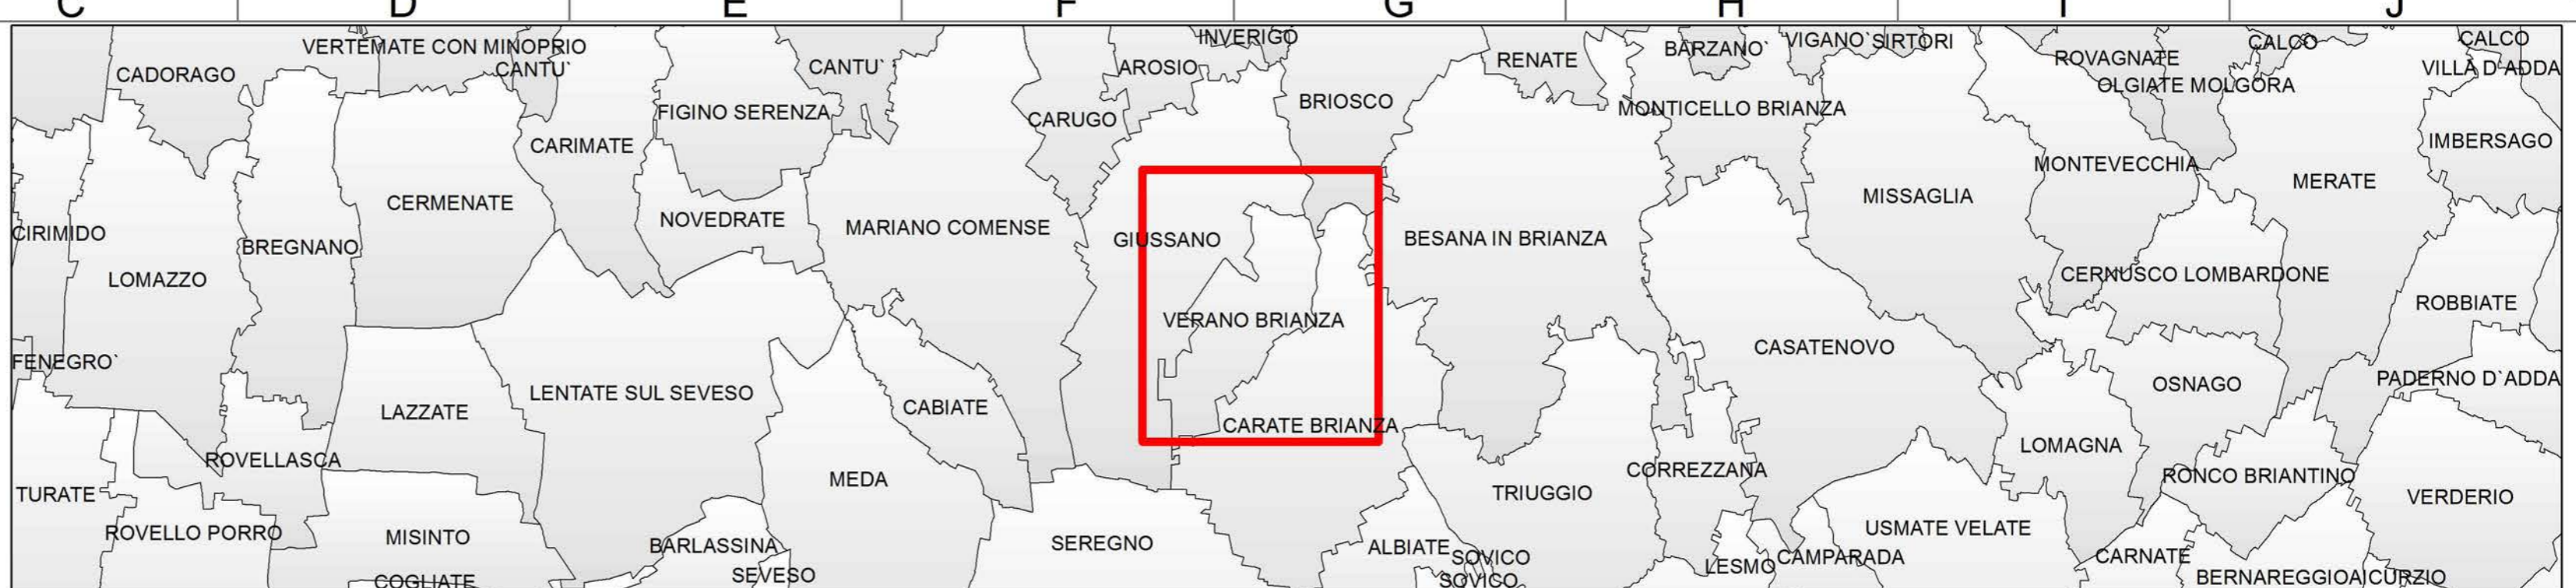 C D E F G H I J
VERTEMATE CON MINOPRIO
INVERIGO
BARZANO`
VIGANO`
SIRTORI
CALCO
CALCO
CADORAGO
CANTU`
CANTU`
AROSIO
RENATE
ROVAGNATE
VILLA D`ADDA
OLGIATE MOLGORA
FIGINO SERENZA
CARUGO
BRIOSCO
MONTICELLO BRIANZA
CARIMATE
IMBERSAGO
MONTEVECCHIA
CERMENATE
NOVEDRATE
MISSAGLIA
MERATE
CIRIMIDO
BREGNANO
MARIANO COMENSE
GIUSSANO
BESANA IN BRIANZA
LOMAZZO
CERNUSCO LOMBARDONE
ROBBIATE
VERANO BRIANZA
CASATENOVO
FENEGRO`
LENTATE SUL SEVESO
OSNAGO
PADERNO D`ADDA
LAZZATE
CABIATE
CARATE BRIANZA
LOMAGNA
ROVELLASCA
MEDA
CORREZZANA
RONCO BRIANTINO
TURATE
TRIUGGIO
VERDERIO
ROVELLO PORRO
MISINTO
BARLASSINA
SEREGNO
ALBIATE
USMATE VELATE
SOVICO
LESMO
CAMPARADA
CARNATE
COGLIATE
SEVESO
SOVICO
BERNAREGGIO
AICURZIO